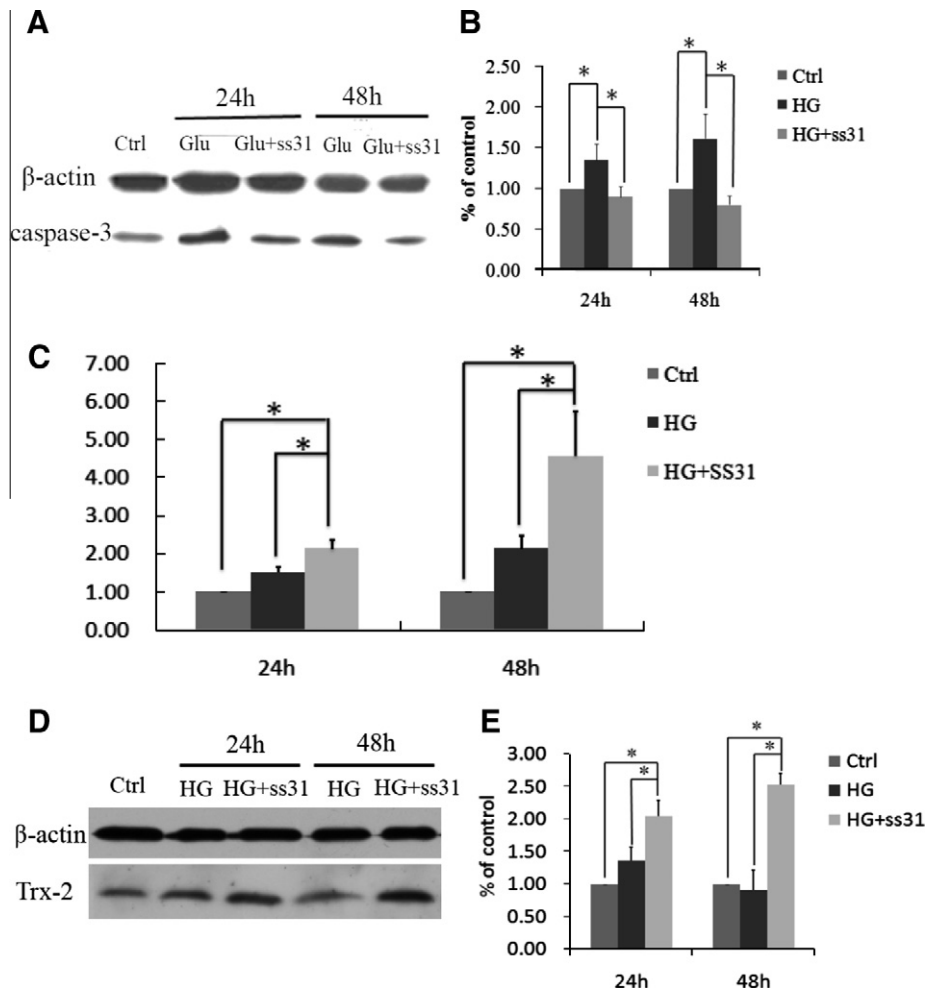 A
24h 48h
Ctrl Glu Glu+ss31 Glu Glu+ss31
β-actin
caspase-3
B
2.50
2.00
1.50
1.00
0.50
0.00
% of control
* * * *
24h 48h
Ctrl
HG
HG+ss31
C
7.00
6.00
5.00
4.00
3.00
2.00
1.00
0.00
* * * *
24h 48h
Ctrl
HG
HG+SS31
D
24h 48h
Ctrl HG HG+ss31 HG HG+ss31
β-actin
Trx-2
E
3.00
2.50
2.00
1.50
1.00
0.50
0.00
% of control
* * * *
24h 48h
Ctrl
HG
HG+ss31